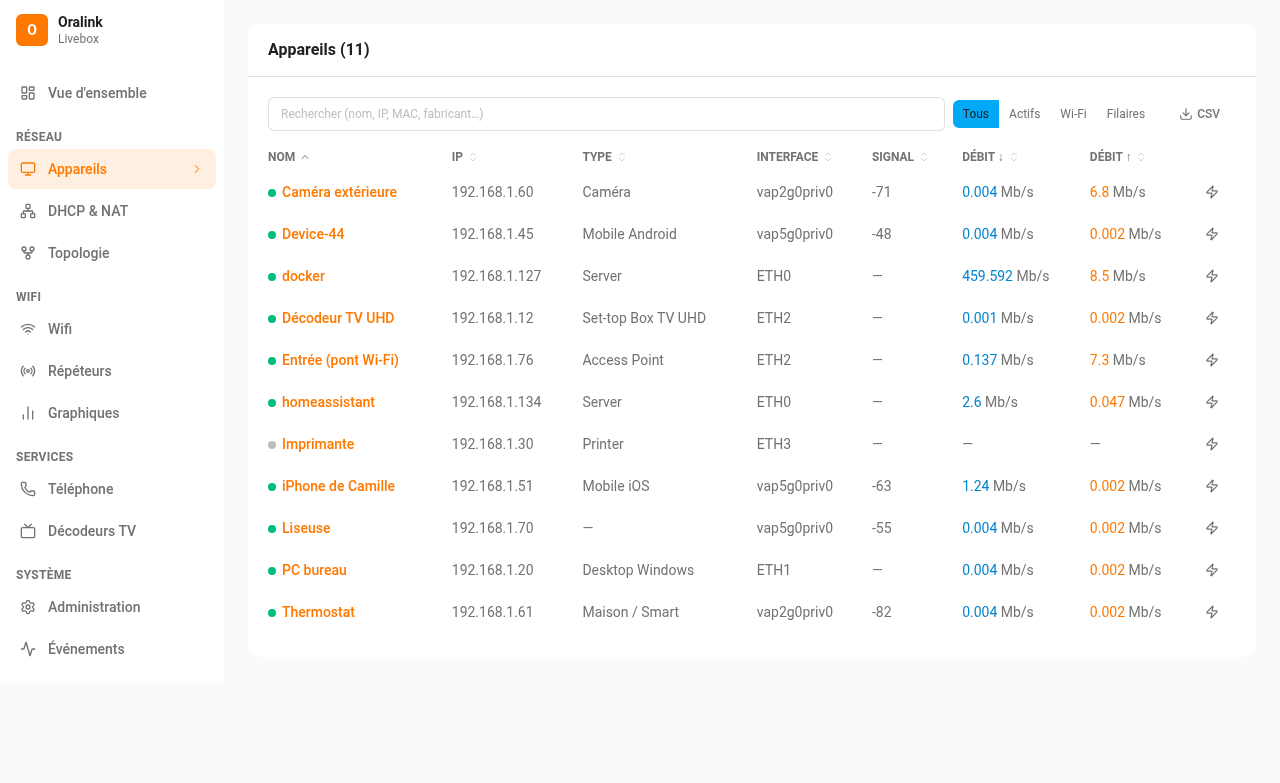 O
Oralink
Livebox
Vue d'ensemble
RÉSEAU
Appareils
DHCP & NAT
Topologie
WIFI
Wifi
Répéteurs
Graphiques
SERVICES
Téléphone
Décodeurs TV
SYSTÈME
Administration
Événements
Appareils (11)
Rechercher (nom, IP, MAC, fabricant...) Tous Actifs Wi-Fi Filaires CSV
NOM IP TYPE INTERFACE SIGNAL DÉBIT ↓ DÉBIT ↑
Caméra extérieure 192.168.1.60 Caméra vap2g0priv0 -71 0.004 Mb/s 6.8 Mb/s
Device-44 192.168.1.45 Mobile Android vap5g0priv0 -48 0.004 Mb/s 0.002 Mb/s
docker 192.168.1.127 Server ETH0 — 459.592 Mb/s 8.5 Mb/s
Décodeur TV UHD 192.168.1.12 Set-top Box TV UHD ETH2 — 0.001 Mb/s 0.002 Mb/s
Entrée (pont Wi-Fi) 192.168.1.76 Access Point ETH2 — 0.137 Mb/s 7.3 Mb/s
homeassistant 192.168.1.134 Server ETH0 — 2.6 Mb/s 0.047 Mb/s
Imprimante 192.168.1.30 Printer ETH3 — — —
iPhone de Camille 192.168.1.51 Mobile iOS vap5g0priv0 -63 1.24 Mb/s 0.002 Mb/s
Liseuse 192.168.1.70 — vap5g0priv0 -55 0.004 Mb/s 0.002 Mb/s
PC bureau 192.168.1.20 Desktop Windows ETH1 — 0.004 Mb/s 0.002 Mb/s
Thermostat 192.168.1.61 Maison / Smart vap2g0priv0 -82 0.004 Mb/s 0.002 Mb/s